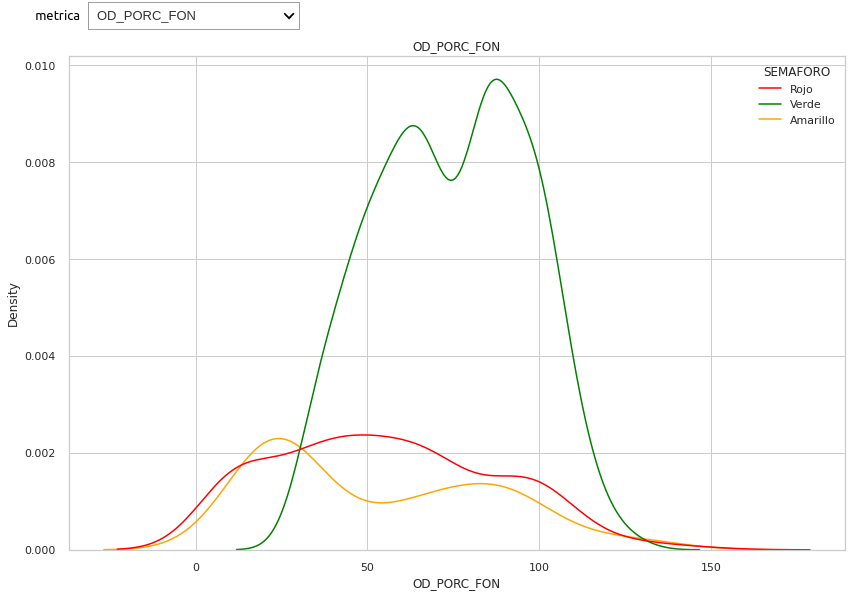 metrica OD_PORC_FON
OD_PORC_FON
SEMAFORO
Rojo
Verde
Amarillo
0.010
0.008
0.006
0.004
0.002
0.000
Density
0 50 100 150
OD_PORC_FON